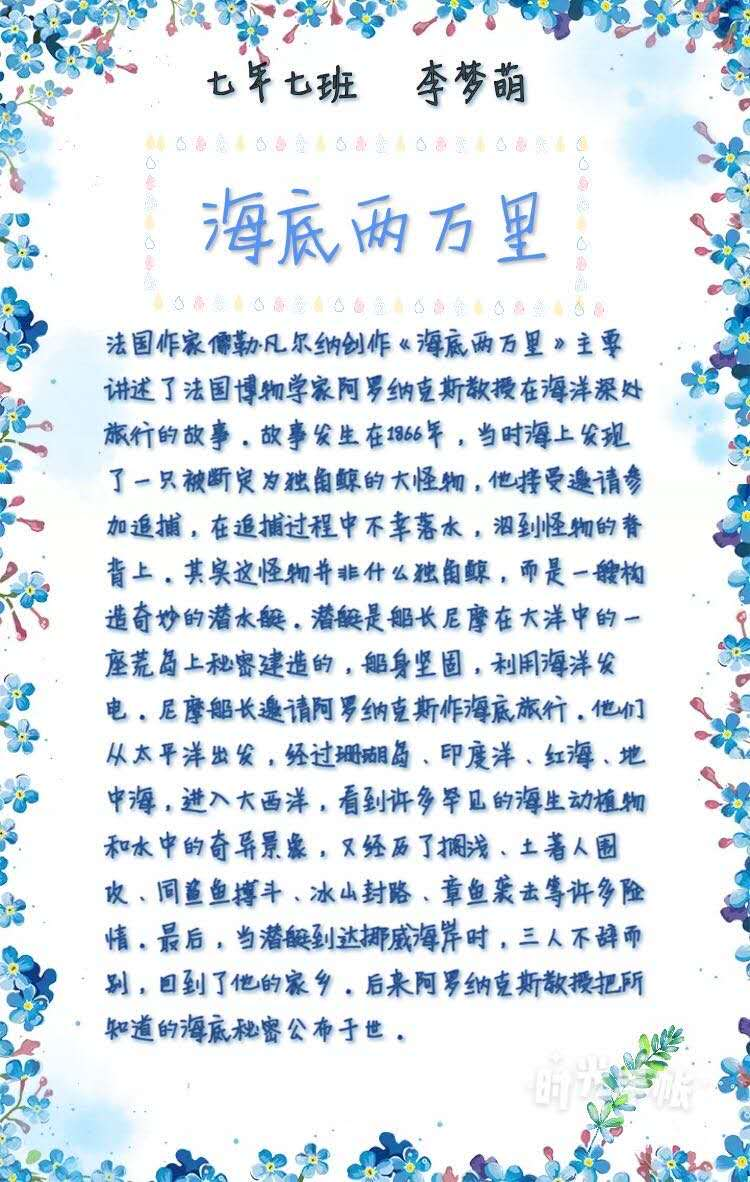 七年七班 李梦萌
海底两万里
法国作家儒勒·凡尔纳创作《海底两万里》主要
讲述了法国博物学家阿罗纳克斯教授在海洋深处
旅行的故事．故事发生在1866年，当时海上发现
了一只被断定为独角鲸的大怪物，他接受邀请参
加追捕，在追捕过程中不幸落水，泅到怪物的脊
背上．其实这怪物并非什么独角鲸，而是一艘构
造奇妙的潜水艇．潜艇是船长尼摩在大洋中的一
座荒岛上秘密建造的，船身坚固，利用海洋发
电．尼摩船长邀请阿罗纳克斯作海底旅行．他们
从太平洋出发，经过珊瑚岛、印度洋、红海、地
中海，进入大西洋，看到许多罕见的海生动植物
和水中的奇异景象，又经历了搁浅、土著人围
攻、同鲨鱼搏斗、冰山封路、章鱼袭击等许多险
情．最后，当潜艇到达挪威海岸时，三人不辞而
别，回到了他的家乡．后来阿罗纳克斯教授把所
知道的海底秘密公布于世．
时光手帐